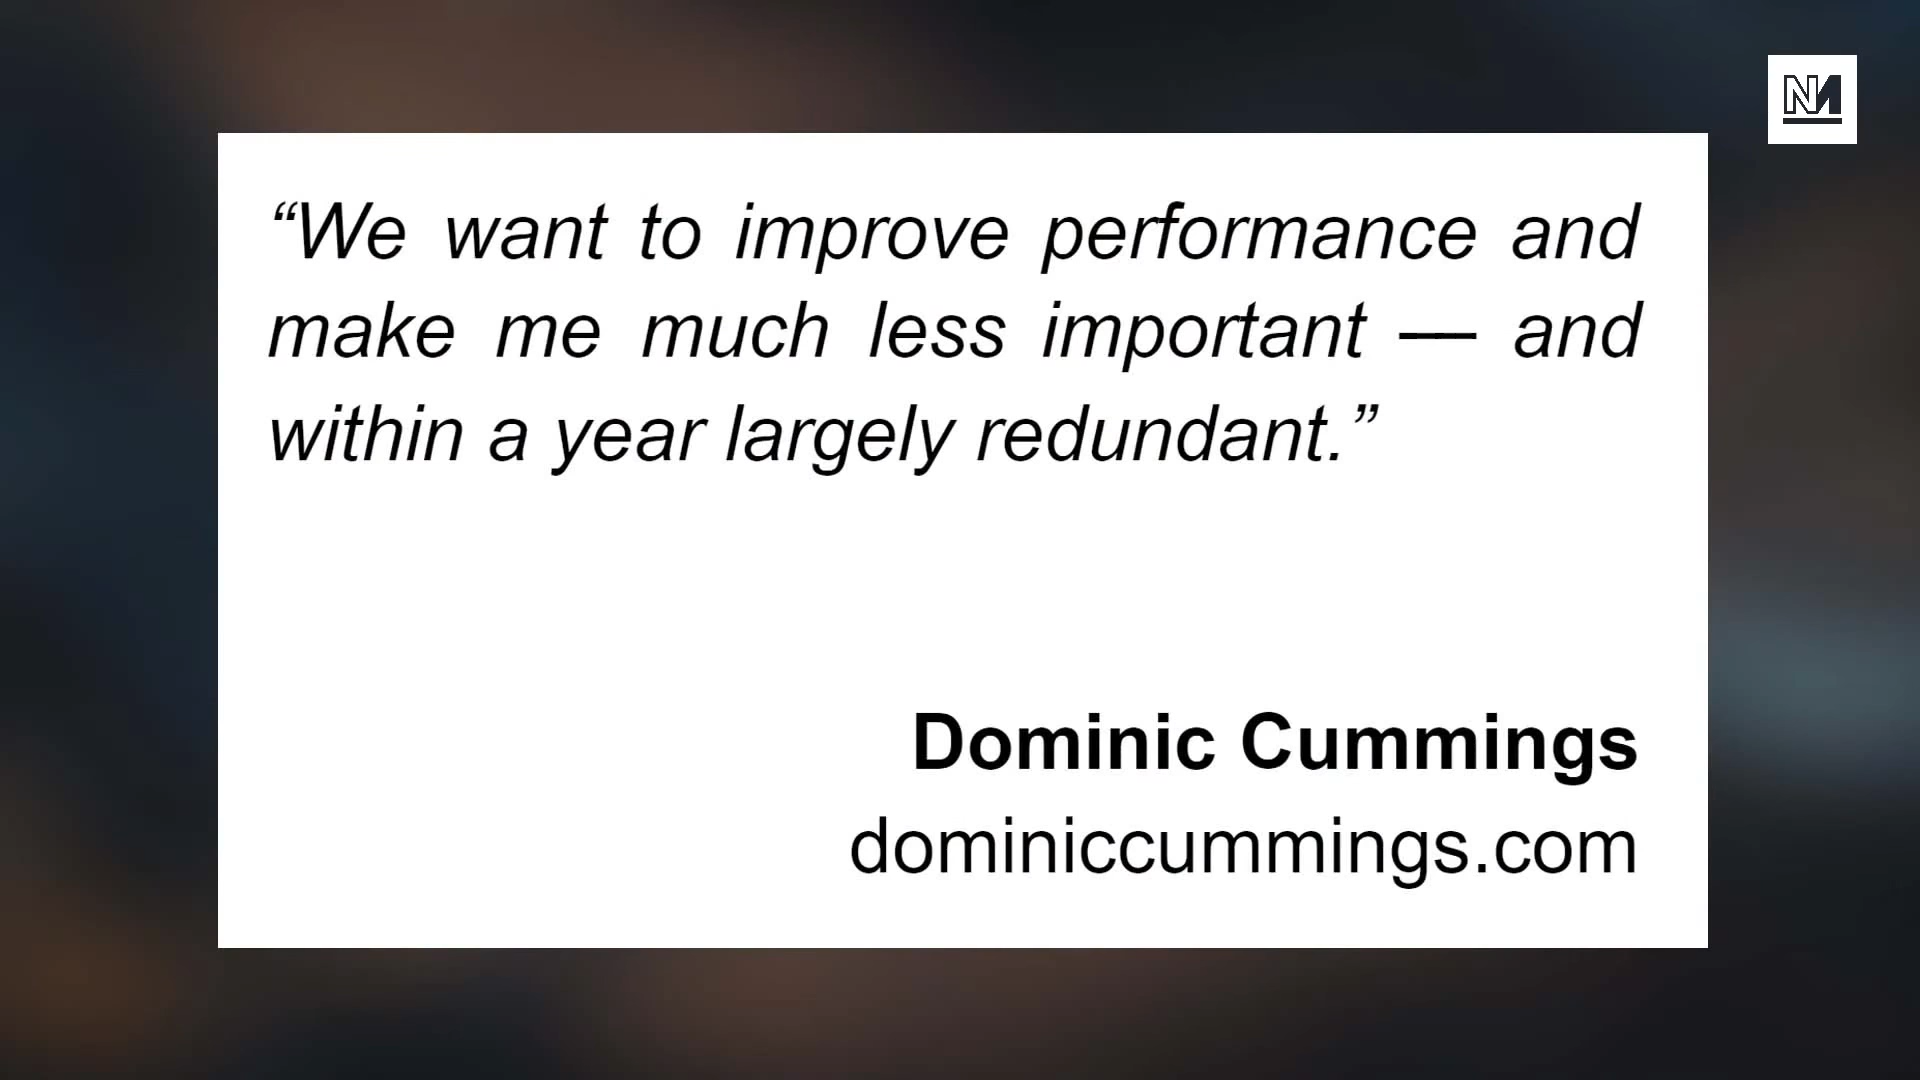 “We want to improve performance and
make me much less important — and
within a year largely redundant.”
Dominic Cummings
dominiccummings.com
NM